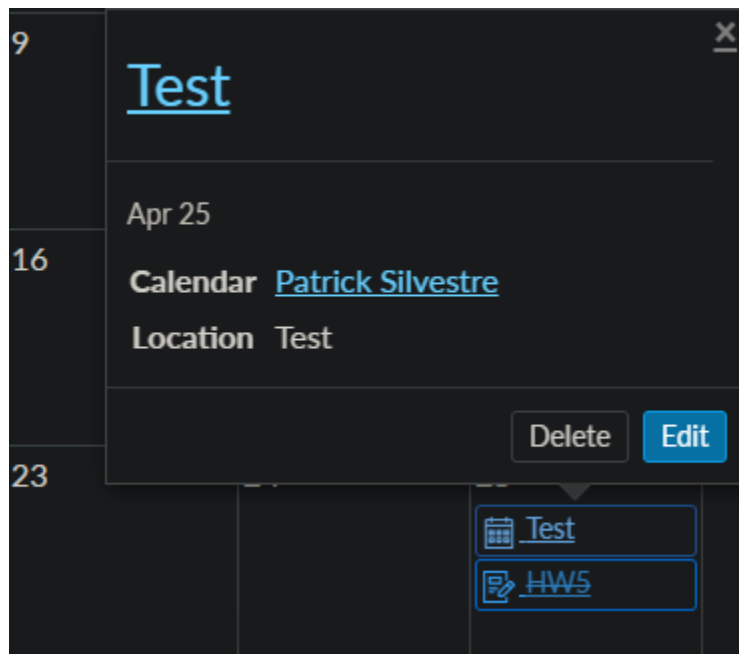 9
×
Test
Apr 25
16
Calendar Patrick Silvestre
Location Test
Delete Edit
23
Test
HW5